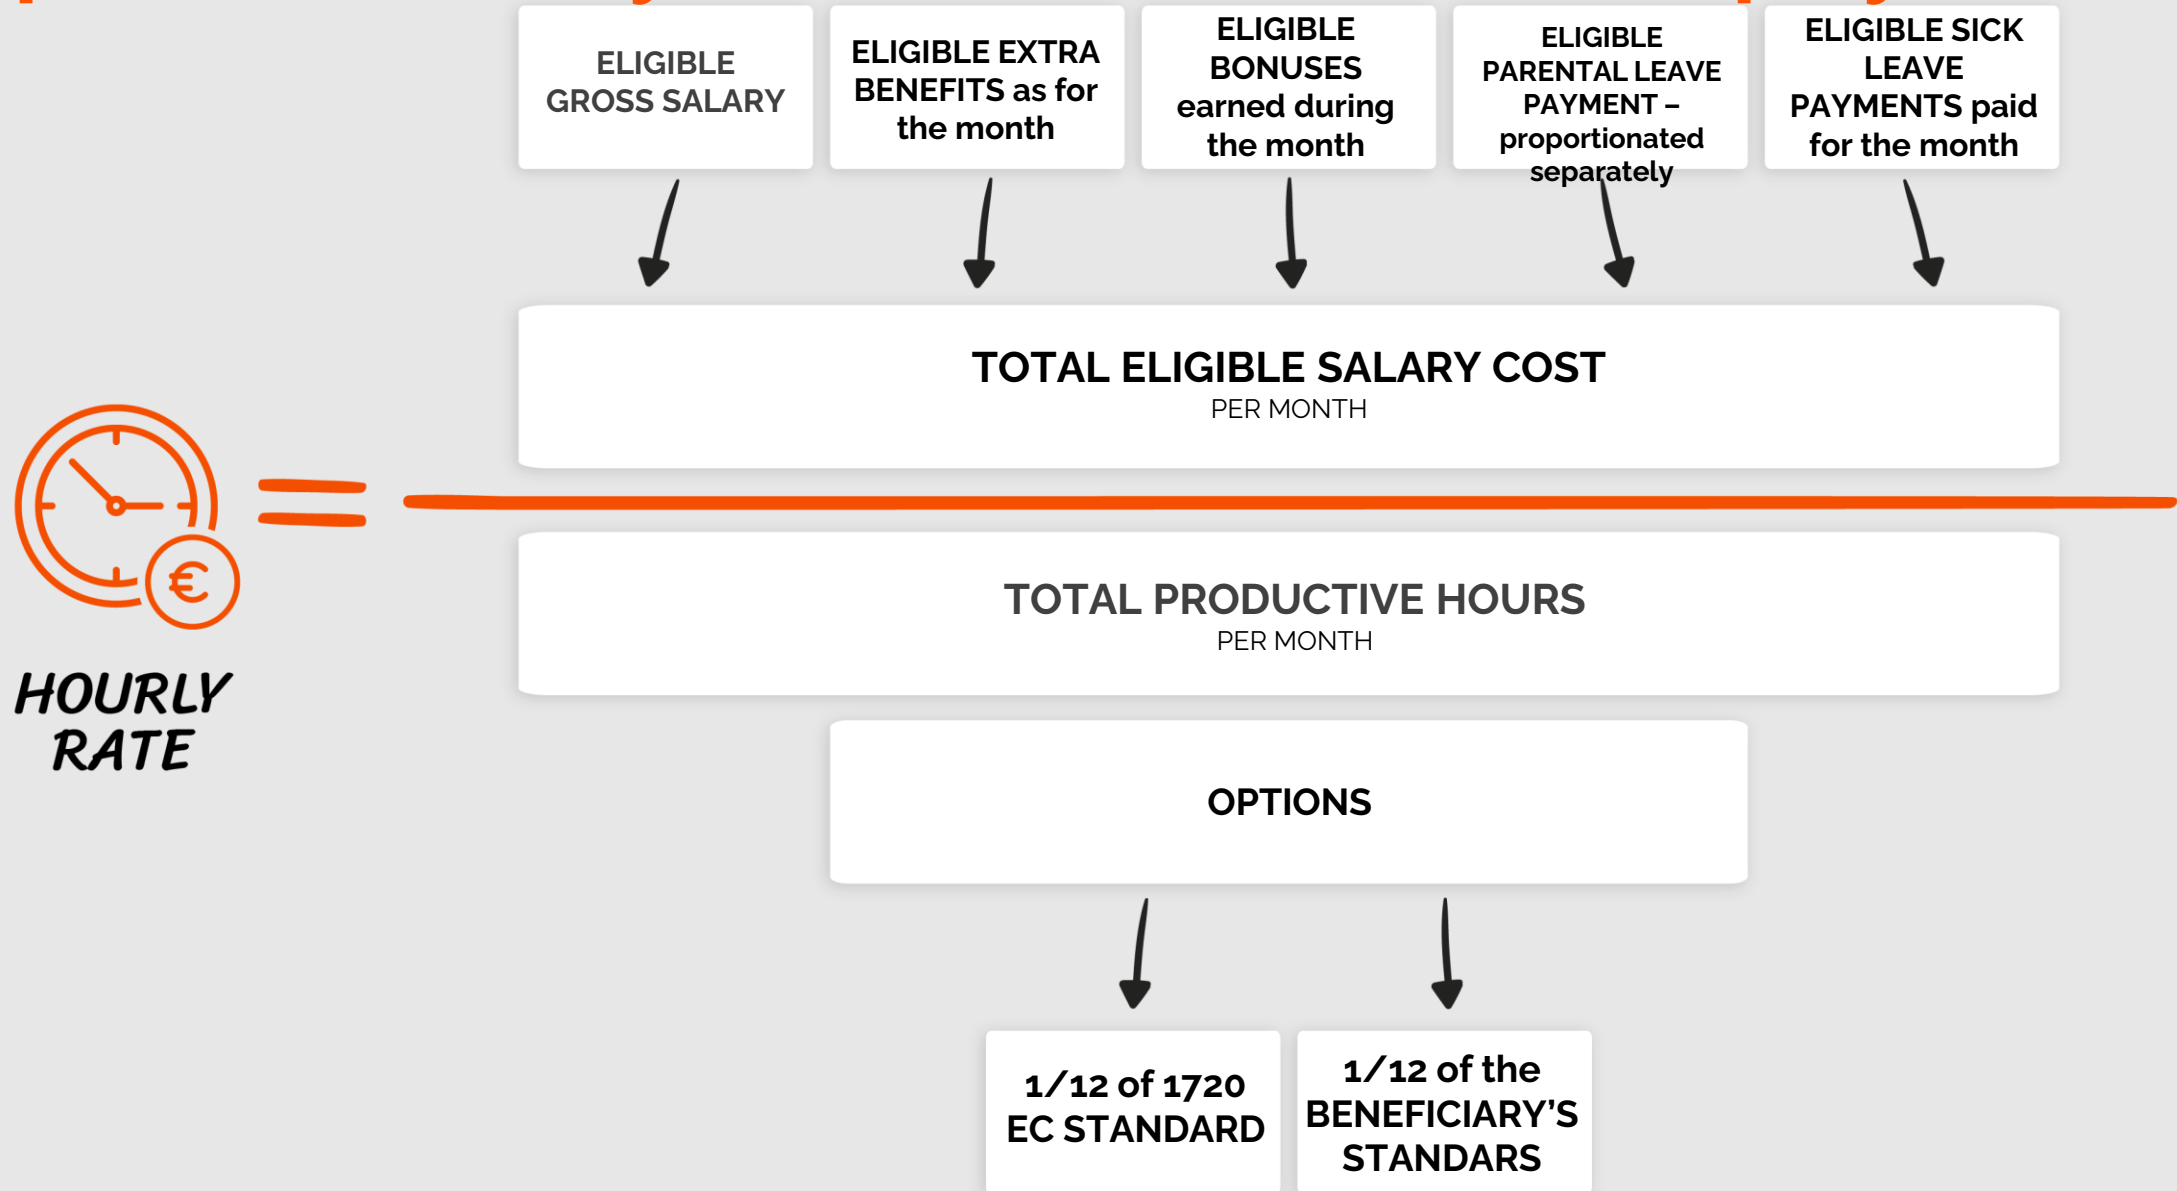 ELIGIBLE
GROSS SALARY
ELIGIBLE EXTRA
BENEFITS as for
the month
ELIGIBLE
BONUSES
earned during
the month
ELIGIBLE
PARENTAL LEAVE
PAYMENT –
proportionated
separately
ELIGIBLE SICK
LEAVE
PAYMENTS paid
for the month
TOTAL ELIGIBLE SALARY COST
PER MONTH
€
HOURLY
RATE
TOTAL PRODUCTIVE HOURS
PER MONTH
OPTIONS
1/12 of 1720
EC STANDARD
1/12 of the
BENEFICIARY’S
STANDARS